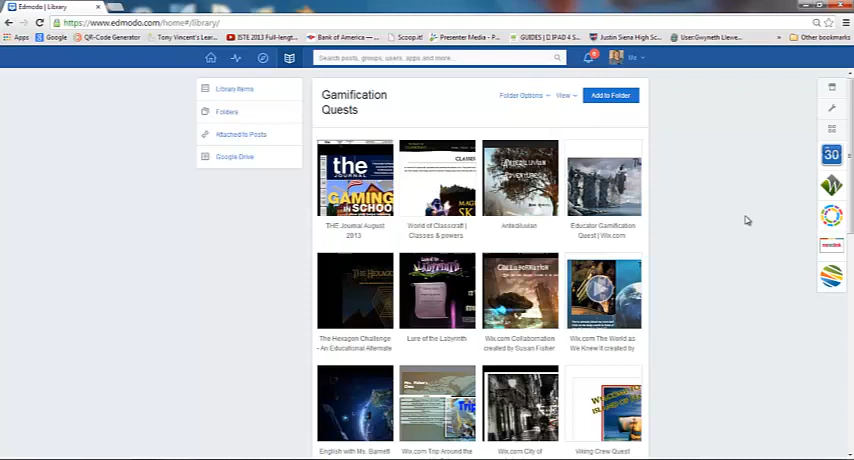 Edmodo | Library
https://www.edmodo.com/home#/library/
Apps
Google
QR-Code Generator
Tony Vincent's Lear...
ISTE 2013 Full-lengt...
Bank of America —...
Scoop.it!
Presenter Media - P...
GUIDES | D IPAD 4 S...
Justin Siena High Sc...
User:Gwyneth Llewe...
»
Other bookmarks
Search posts, groups, users, apps and more...
Library Items
Folders
Attached to Posts
Google Drive
Gamification
Quests
Folder Options
View
Add to Folder
the
JOURNAL
GAMING
IN SCHOOL
THE Journal August
2013
World of Classcraft |
Classes & powers
Antediluvian
Educator Gamification
Quest | Wix.com
THE HEXAGON
LABYRINTH
COLLABORATION
The Hexagon Challenge
- An Educational Alternate
Lure of the Labyrinth
Wix.com Collaboration
created by Susan Fisher
Wix.com The World as
We Knew it created by
30
English with Ms. Barnett
Wix.com Trip Around the
Wix.com City of
Viking Crew Quest